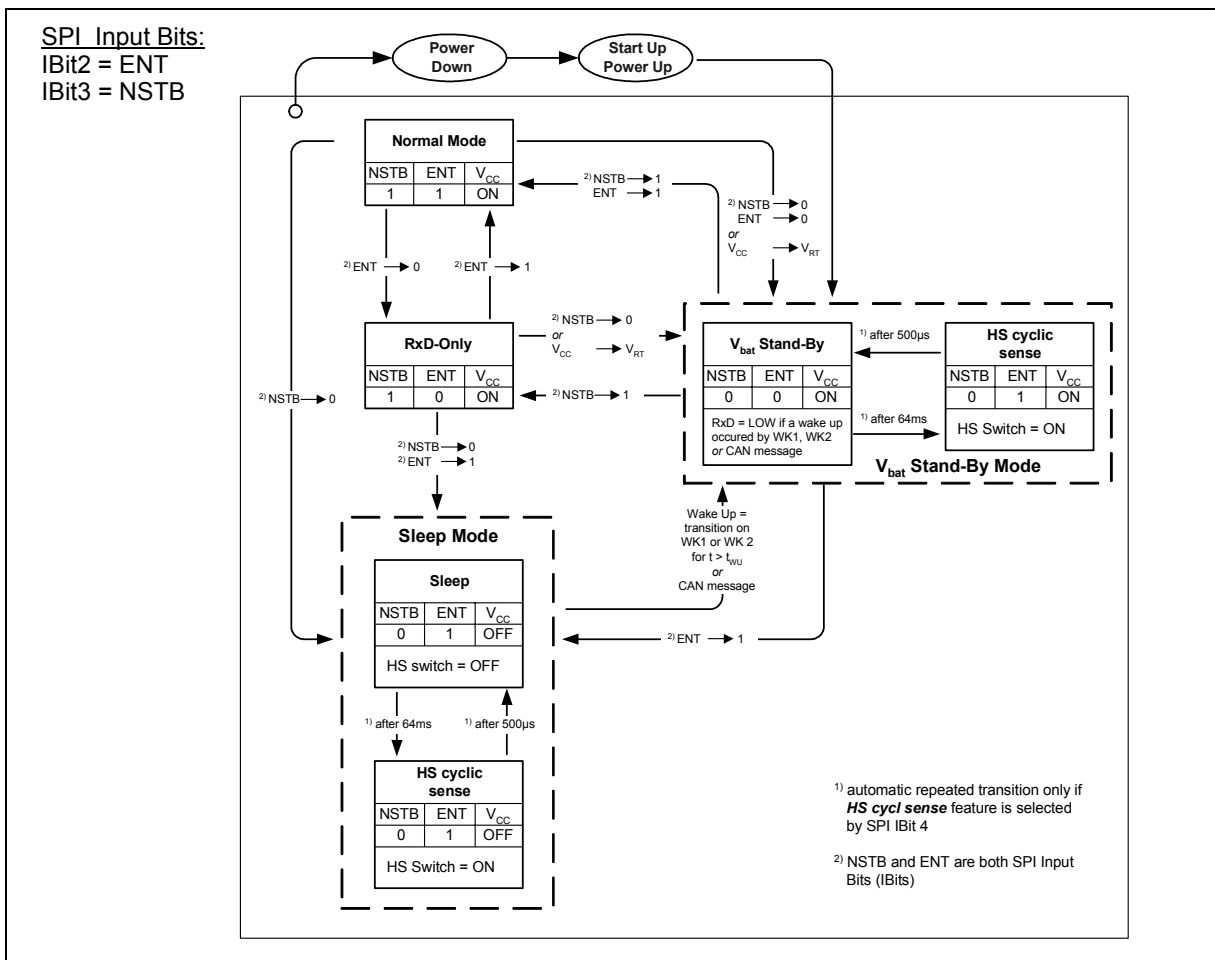 SPI Input Bits:
IBit2 = ENT
IBit3 = NSTB
Power
Down
Start Up
Power Up
Normal Mode
NSTB ENT VCC
1 1 ON
2) NSTB → 1
ENT → 1
2) NSTB → 0
ENT → 0
or
VCC → VRT
2) ENT → 0
2) ENT → 1
RxD-Only
NSTB ENT VCC
1 0 ON
2) NSTB → 0
or
VCC → VRT
2) NSTB → 1
Vbat Stand-By
NSTB ENT VCC
0 0 ON
RxD = LOW if a wake up
occured by WK1, WK2
or CAN message
1) after 500µs
1) after 64ms
HS cyclic
sense
NSTB ENT VCC
0 1 ON
HS Switch = ON
Vbat Stand-By Mode
2) NSTB → 0
2) NSTB → 0
2) ENT → 1
Wake Up =
transition on
WK1 or WK 2
for t > tWU
or
CAN message
2) ENT → 1
Sleep Mode
Sleep
NSTB ENT VCC
0 1 OFF
HS switch = OFF
1) after 64ms
1) after 500µs
HS cyclic
sense
NSTB ENT VCC
0 1 OFF
HS Switch = ON
1) automatic repeated transition only if
HS cycl sense feature is selected
by SPI IBit 4
2) NSTB and ENT are both SPI Input
Bits (IBits)